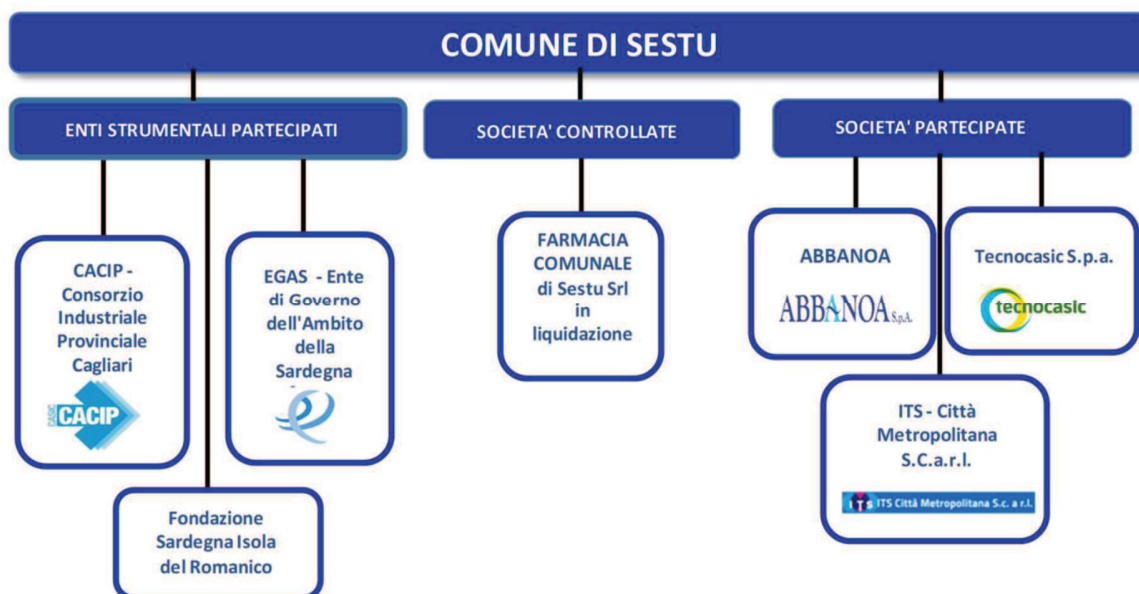 COMUNE DI SESTU
ENTI STRUMENTALI PARTECIPATI
SOCIETA' CONTROLLATE
SOCIETA' PARTECIPATE
CACIP -
Consorzio
Industriale
Provinciale
Cagliari
CASIC
CACIP
EGAS - Ente
di Governo
dell'Ambito
della
Sardegna
Fondazione
Sardegna Isola
del Romanico
FARMACIA
COMUNALE
di Sestu Srl
in
liquidazione
ABBANOA
ABBANOA S.p.A.
Tecnocasic S.p.a.
tecnocasic
ITS - Città
Metropolitana
S.C.a.r.l.
ITS ITS Città Metropolitana S.c. a r.l.